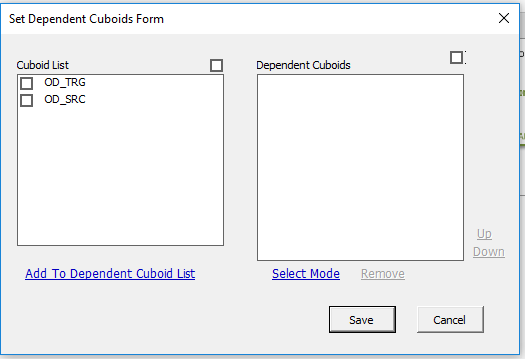 Set Dependent Cuboids Form
Cuboid List
Dependent Cuboids
OD_TRG
OD_SRC
Up
Down
Add To Dependent Cuboid List
Select Mode
Remove
Save
Cancel